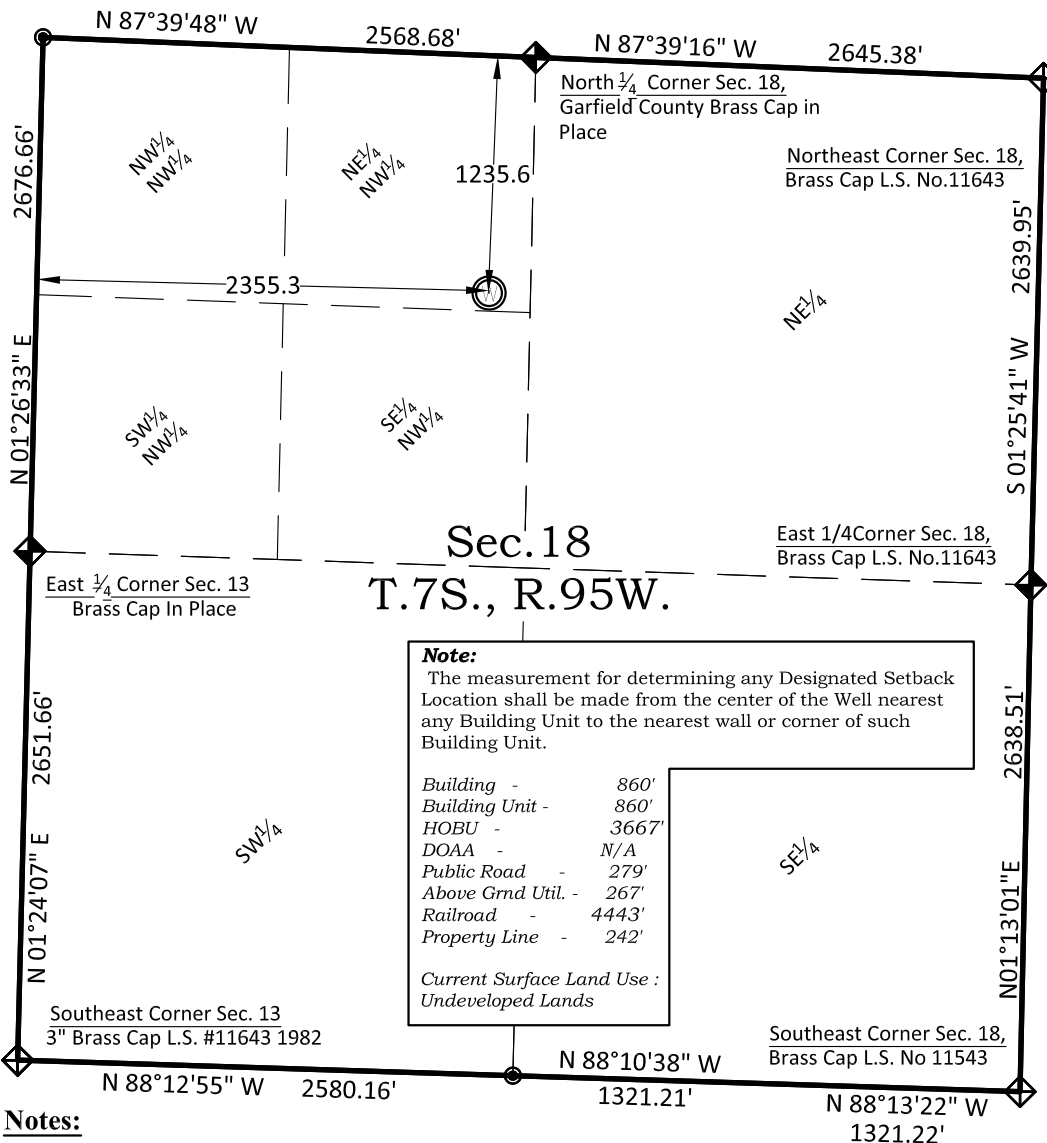 N 87°39'48" W 2568.68'
N 87°39'16" W 2645.38'
North 1/4 Corner Sec. 18,
Garfield County Brass Cap in
Place
Northeast Corner Sec. 18,
Brass Cap L.S. No.11643
2676.66'
NW1/4
NW1/4
NE1/4
NW1/4
1235.6
2639.95'
2355.3
W
NE1/4
N 01°26'33" E
SW1/4
NW1/4
SE1/4
NW1/4
S 01°25'41" W
Sec.18
T.7S., R.95W.
East 1/4Corner Sec. 18,
Brass Cap L.S. No.11643
East 1/4 Corner Sec. 13
Brass Cap In Place
Note:
The measurement for determining any Designated Setback
Location shall be made from the center of the Well nearest
any Building Unit to the nearest wall or corner of such
Building Unit.
Building - 860'
Building Unit - 860'
HOBU - 3667'
DOAA - N/A
Public Road - 279'
Above Grnd Util. - 267'
Railroad - 4443'
Property Line - 242'
Current Surface Land Use :
Undeveloped Lands
2651.66'
2638.51'
SW1/4
SE1/4
N 01°24'07" E
N01°13'01"E
Southeast Corner Sec. 13
3" Brass Cap L.S. #11643 1982
Southeast Corner Sec. 18,
Brass Cap L.S. No 11543
N 88°12'55" W 2580.16'
N 88°10'38" W
1321.21'
N 88°13'22" W
1321.22'
Notes: